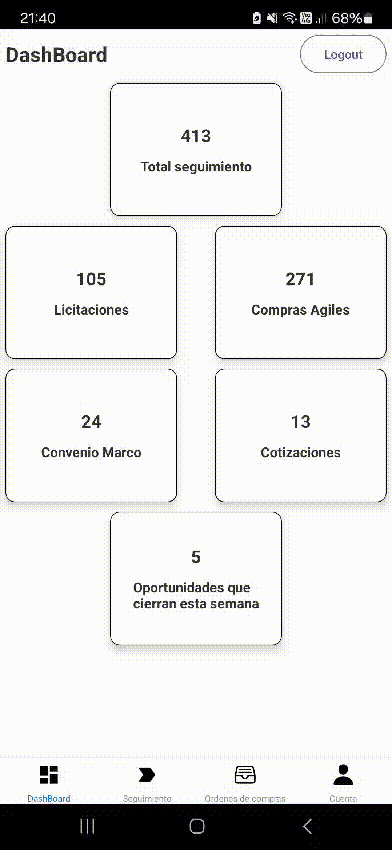 21:40
68%
DashBoard
Logout
413
Total seguimiento
105
Licitaciones
271
Compras Agiles
24
Convenio Marco
13
Cotizaciones
5
Oportunidades que
cierran esta semana
DashBoard
Seguimiento
Ordenes de compras
Cuenta